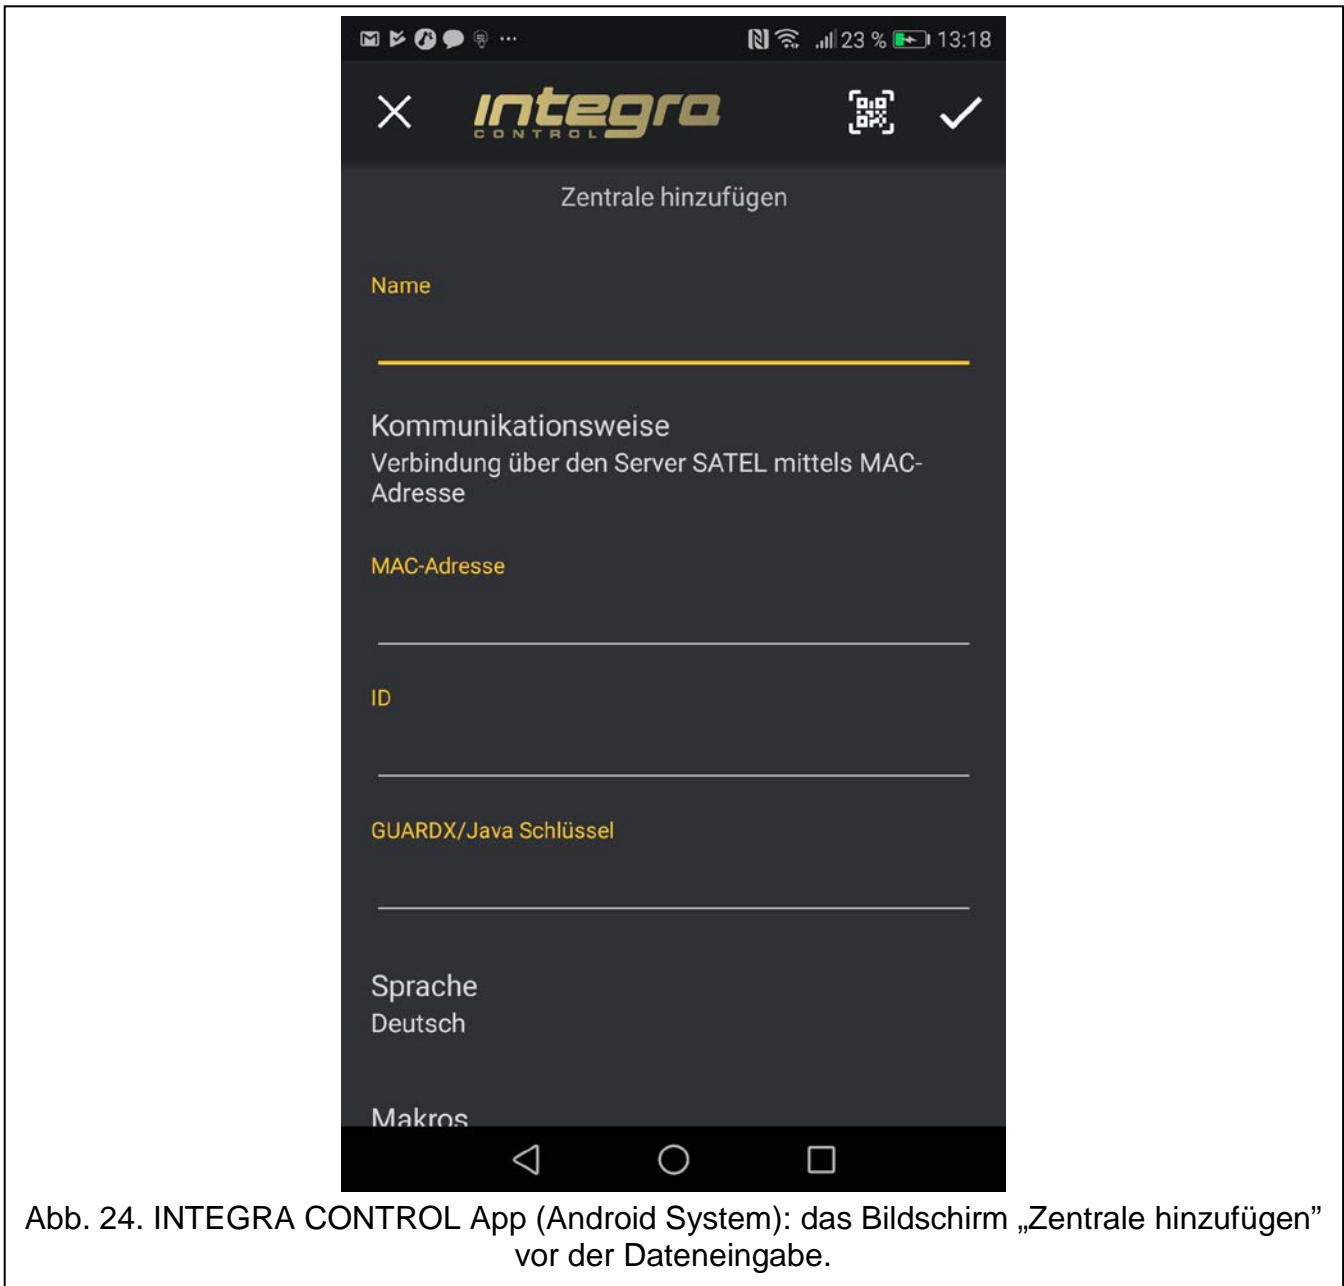 23 % 13:18
integra
CONTROL
Zentrale hinzufügen
Name
Kommunikationsweise
Verbindung über den Server SATEL mittels MAC-
Adresse
MAC-Adresse
ID
GUARDX/Java Schlüssel
Sprache
Deutsch
Makros
Abb. 24. INTEGRA CONTROL App (Android System): das Bildschirm „Zentrale hinzufügen”
vor der Dateneingabe.